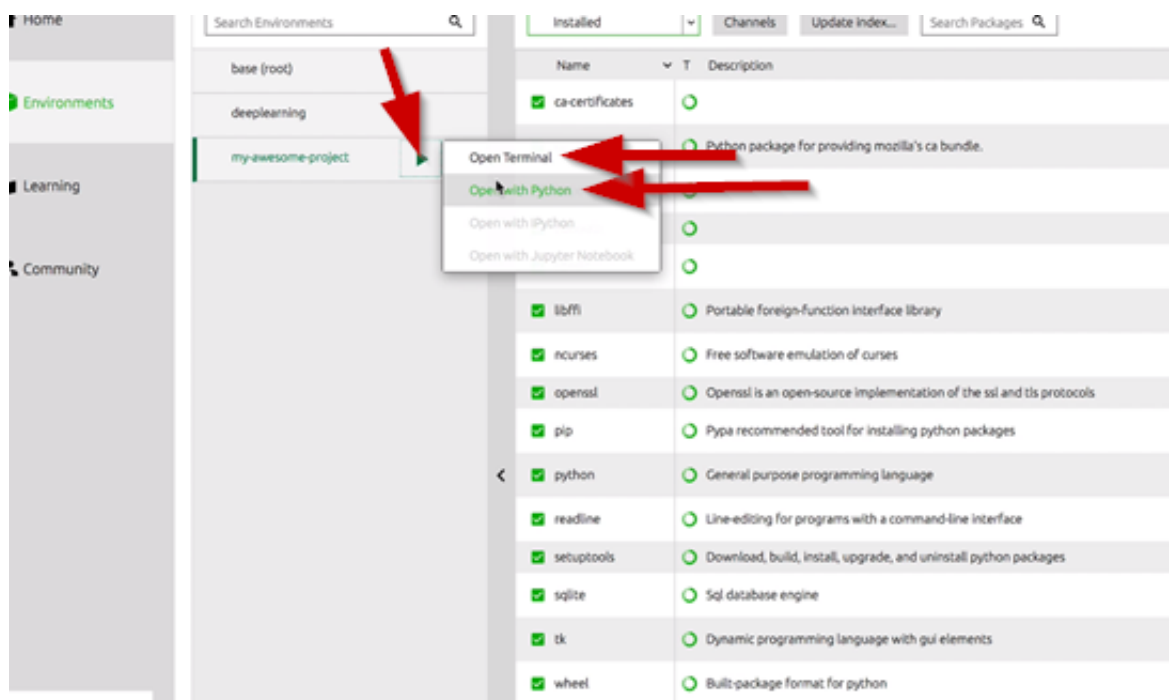 Home
Environments
Learning
Community
Search Environments
base (root)
deeplearning
my-awesome-project
Open Terminal
Open with Python
Open with IPython
Open with Jupyter Notebook
Installed Channels Update index... Search Packages
Name T Description
ca-certificates
Python package for providing mozilla's ca bundle.
libffi Portable foreign-function interface library
ncurses Free software emulation of curses
openssl Openssl is an open-source implementation of the ssl and tls protocols
pip Pypa recommended tool for installing python packages
python General purpose programming language
readline Line-editing for programs with a command-line interface
setuptools Download, build, install, upgrade, and uninstall python packages
sqlite Sql database engine
tk Dynamic programming language with gui elements
wheel Built-package format for python